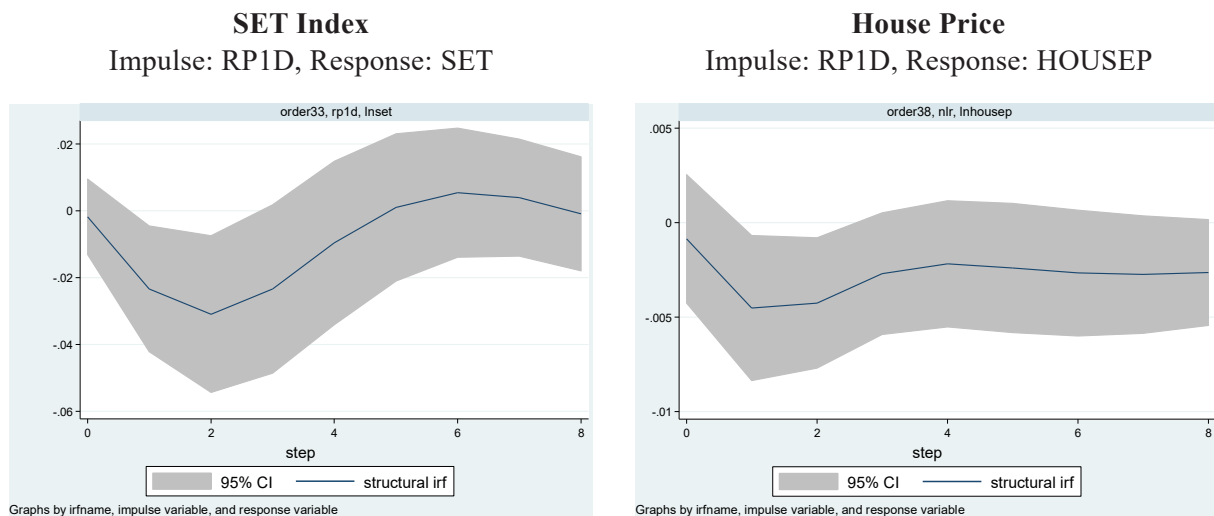 SET Index
Impulse: RP1D, Response: SET
order33, rp1d, lnset
.02
0
-.02
-.04
-.06
0 2 4 6 8
step
95% CI structural irf
Graphs by irfname, impulse variable, and response variable
House Price
Impulse: RP1D, Response: HOUSEP
order38, nlr, lnhousep
.005
0
-.005
-.01
0 2 4 6 8
step
95% CI structural irf
Graphs by irfname, impulse variable, and response variable